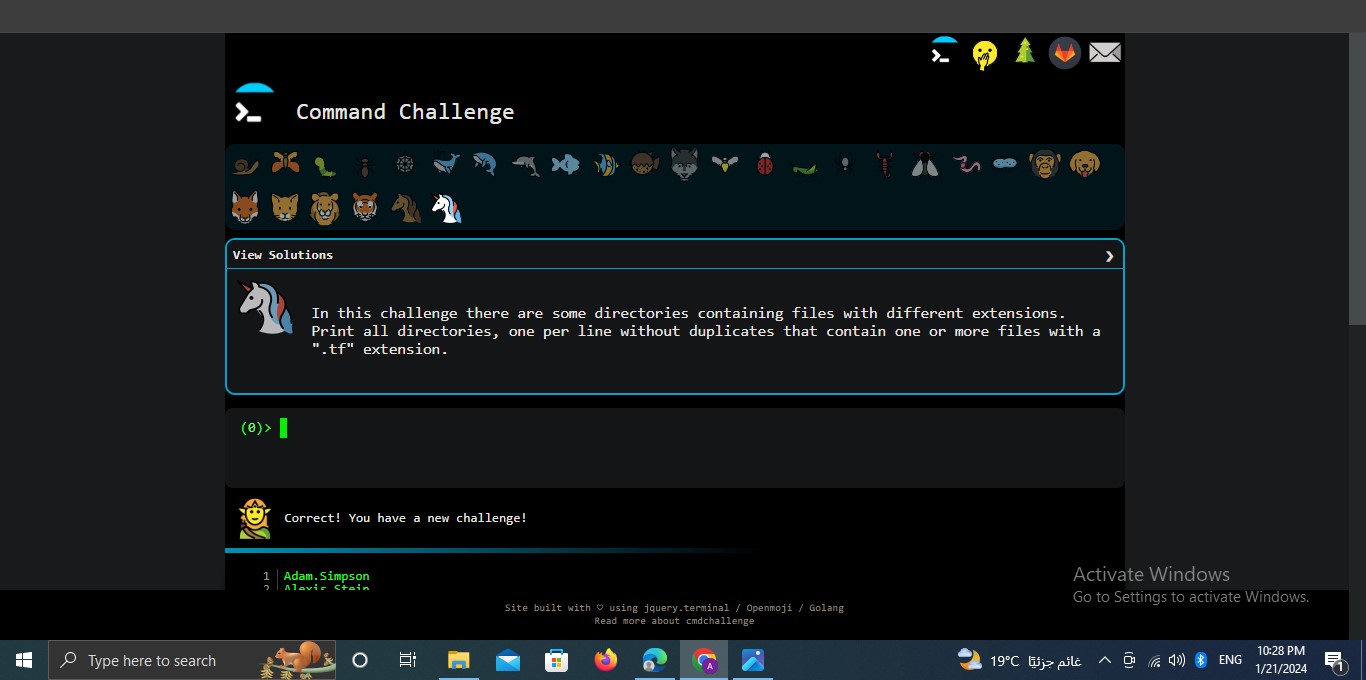 Command Challenge
View Solutions
In this challenge there are some directories containing files with different extensions.
Print all directories, one per line without duplicates that contain one or more files with a
".tf" extension.
(0)>
Correct! You have a new challenge!
1 Adam.Simpson
2 Alexis.Stein
Activate Windows
Go to Settings to activate Windows.
Site built with ♡ using jquery.terminal / Openmoji / Golang
Read more about cmdchallenge
Type here to search
A
19°C غائم جزئيًا
ENG
10:28 PM
1/21/2024
1